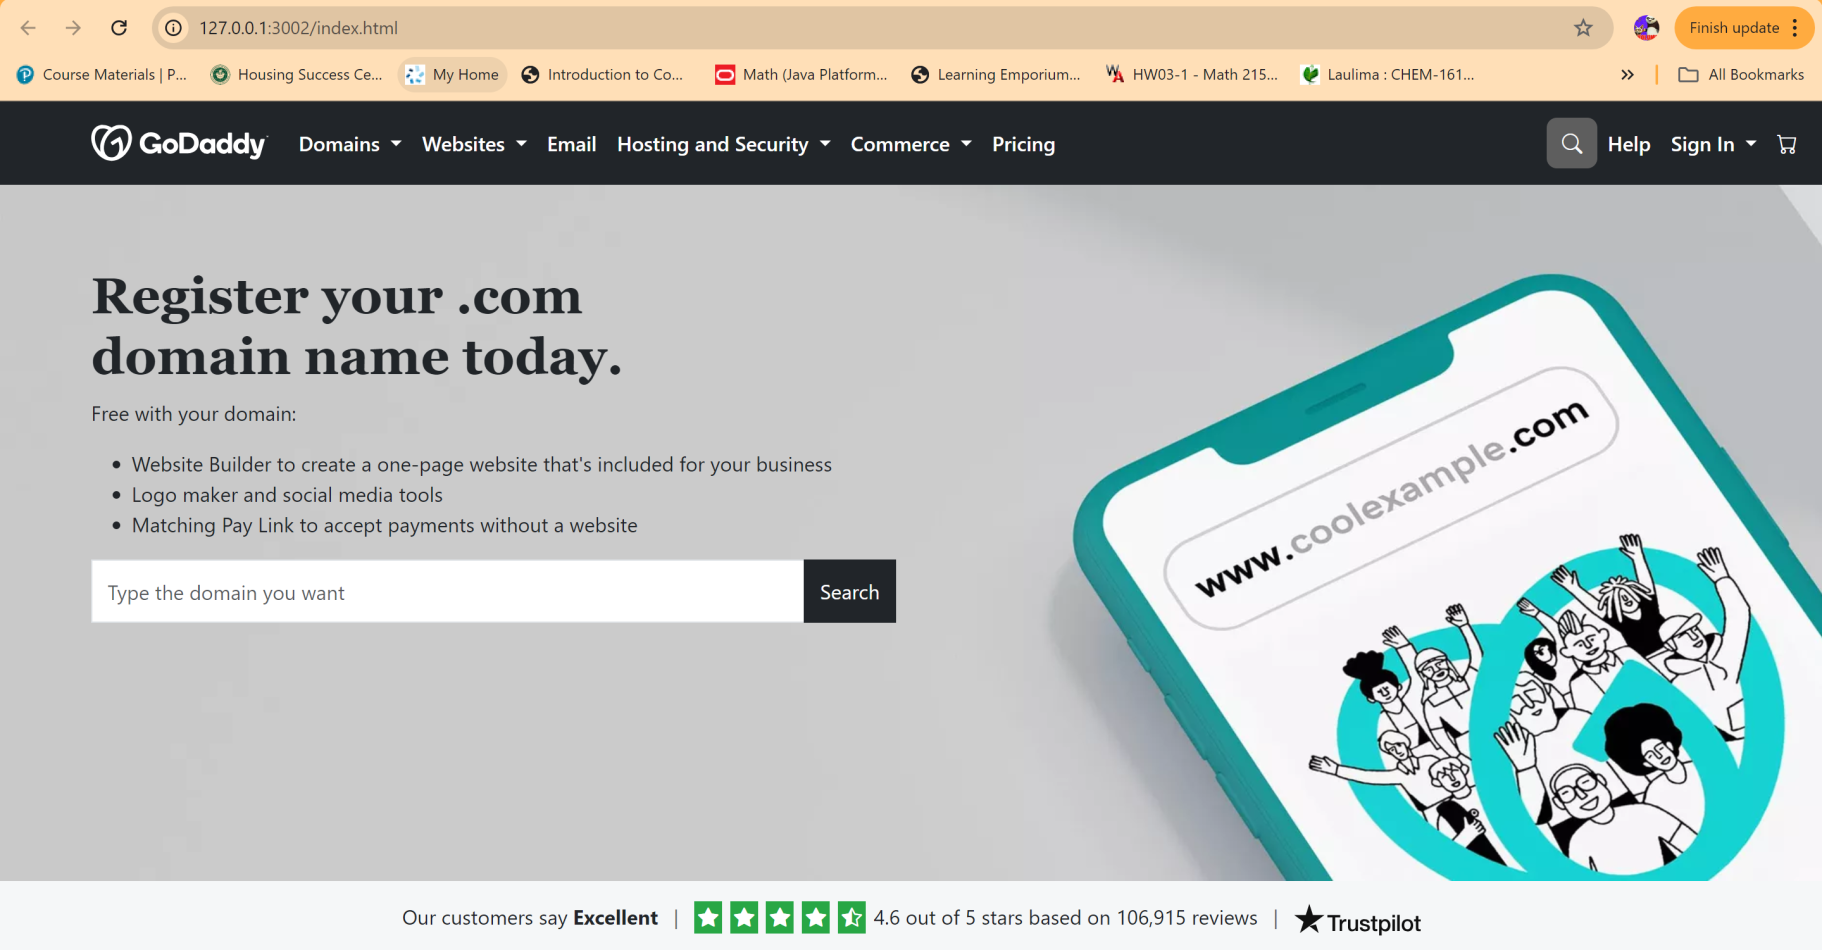 127.0.0.1:3002/index.html
Finish update
Course Materials | P...
Housing Success Ce...
My Home
Introduction to Co...
Math (Java Platform...
Learning Emporium...
HW03-1 - Math 215...
Laulima : CHEM-161...
All Bookmarks
GoDaddy
Domains
Websites
Email
Hosting and Security
Commerce
Pricing
Help
Sign In
Register your .com
domain name today.
Free with your domain:
• Website Builder to create a one-page website that's included for your business
• Logo maker and social media tools
• Matching Pay Link to accept payments without a website
Type the domain you want
Search
www.coolexample.com
Our customers say Excellent | 4.6 out of 5 stars based on 106,915 reviews | Trustpilot